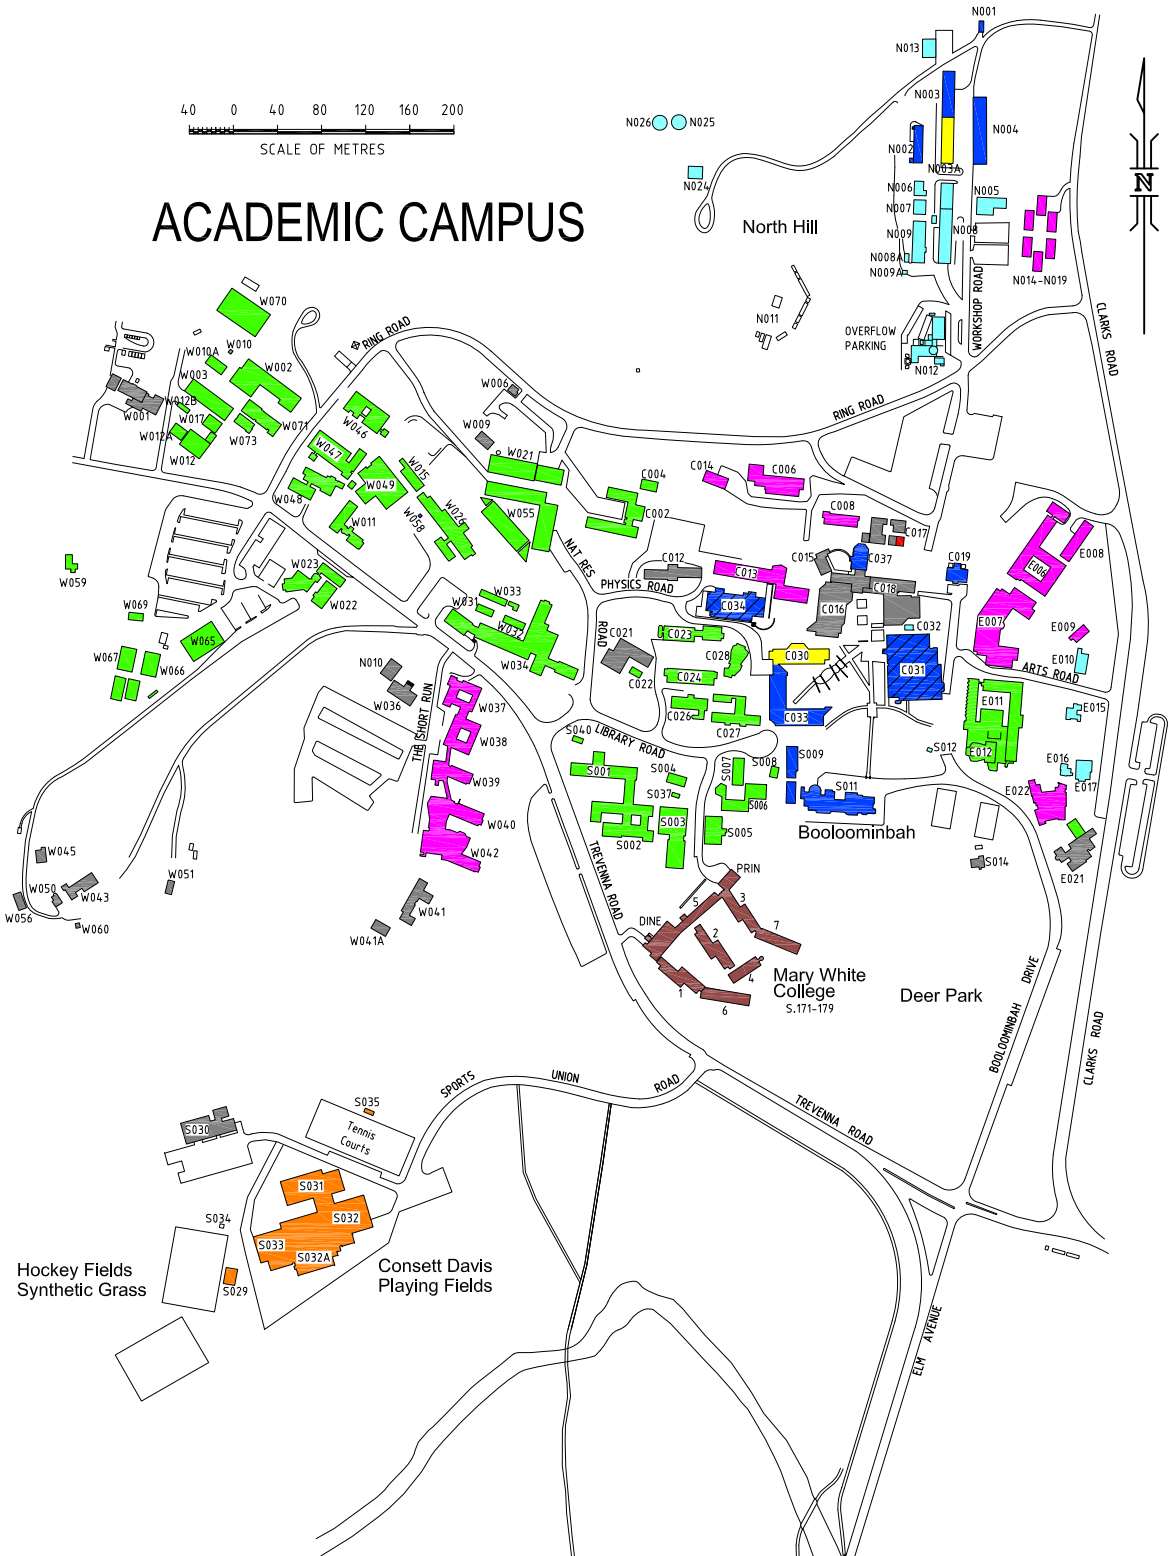 N001
N013
40 0 40 80 120 160 200
SCALE OF METRES
N003
N026
N025
N004
N002
N003A
N024
N006
N005
N007
ACADEMIC CAMPUS
North Hill
N009
N008
N008A
N009A
N014-N019
WORKSHOP ROAD
CLARKS ROAD
N
W070
N011
OVERFLOW
PARKING
RING ROAD
N012
W010
W010A
W002
W003
W006
W012B
W001
W017
W071
W046
RING ROAD
W012A
W073
W009
W012
W047
W015
W021
C014
C006
W049
C004
W048
W026
C008
W055
C002
W011
W058
C017
E008
NAT RES
ROAD
C012
C015
C037
C019
W023
C013
E006
W059
PHYSICS ROAD
C018
W033
W022
W031
C034
C016
W069
W032
C023
C032
E007
E009
C021
W065
W034
C028
C030
E010
W067
W066
N010
C024
C031
ARTS ROAD
C022
W036
W037
E011
C026
C033
E015
THE SHORT RUN
C027
W038
S040
LIBRARY ROAD
S012
E012
S009
S007
S008
E016
W039
S001
S004
E017
S011
E022
S037
S006
W040
S003
S005
Booloominbah
S002
W042
W045
S014
PRIN
E021
W051
W050
W043
3
W056
5
W041
DINE
7
W060
2
W041A
TREVENNA ROAD
4
Mary White
College
S.171-179
1
6
Deer Park
BOOLOOMINBAH DRIVE
CLARKS ROAD
SPORTS UNION ROAD
S035
TREVENNA ROAD
S030
Tennis
Courts
S031
S034
S032
S033
S032A
Hockey Fields
Synthetic Grass
Consett Davis
Playing Fields
S029
ELM AVENUE